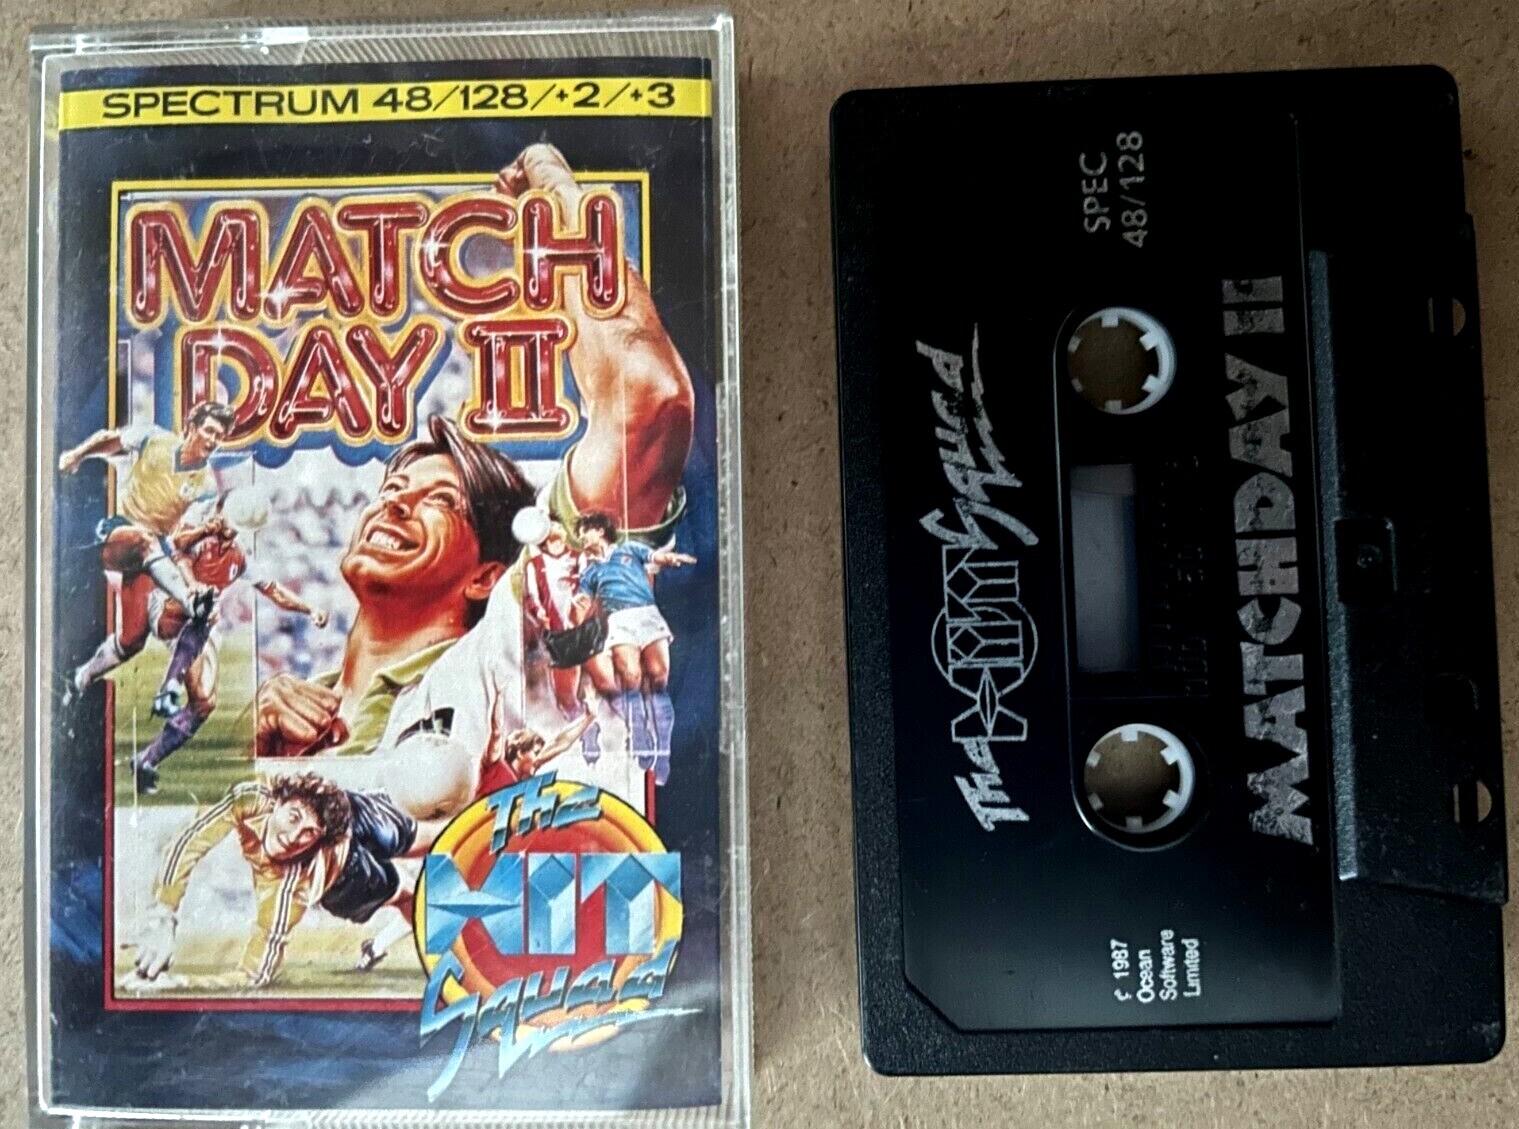 SPECTRUM 48/128/+2/+3
MATCH
DAY II
THE
HIT
Squad
SPEC
48/128
The HIT Squad
MATCHDAY II
© 1987
Ocean
Software
Limited